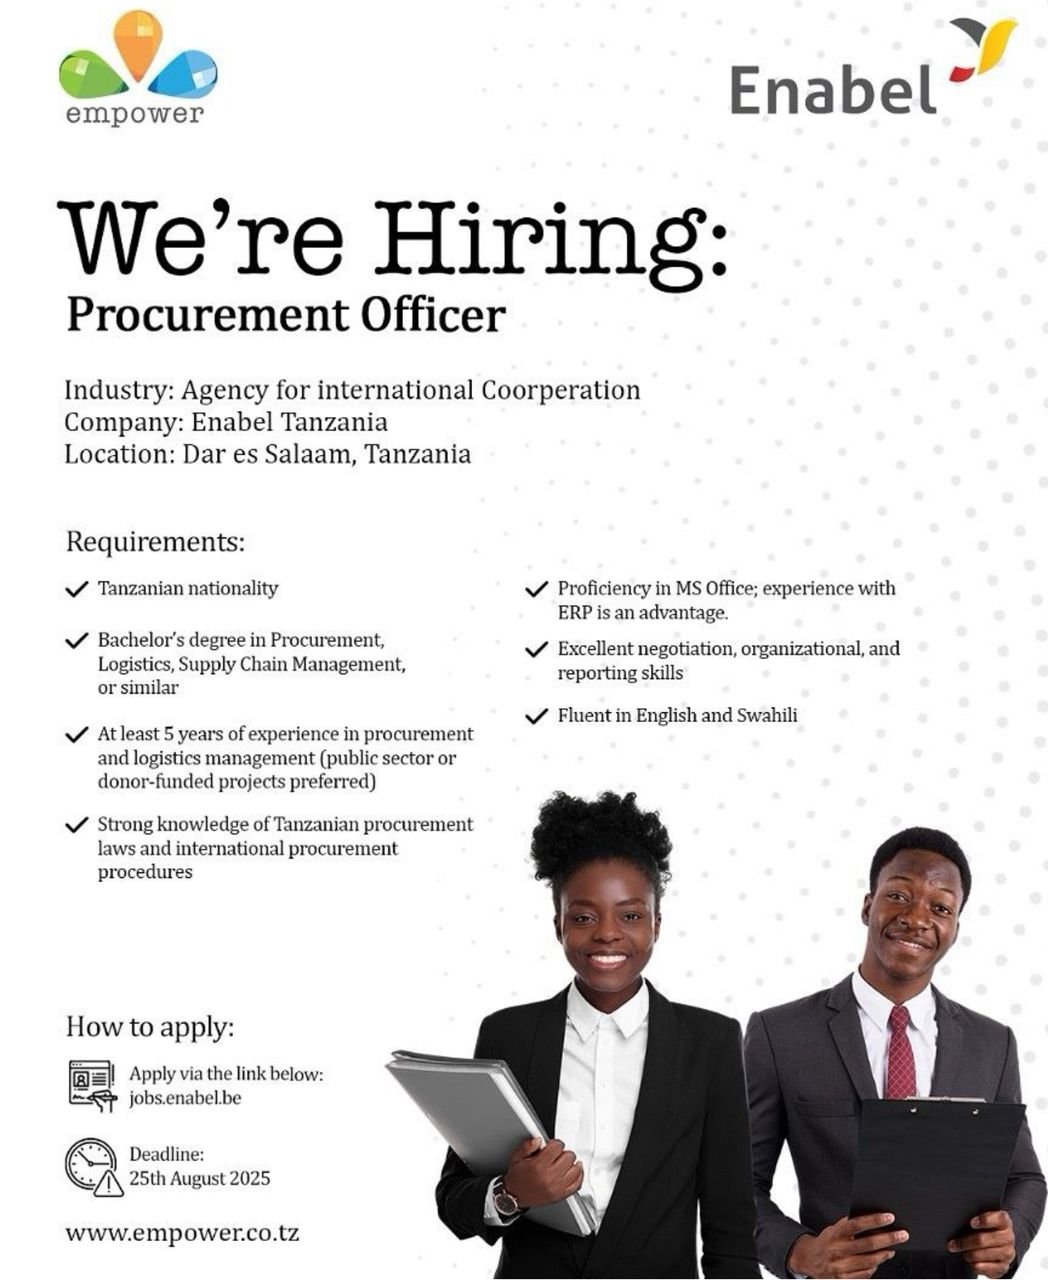 empower
Enabel
We're Hiring:
Procurement Officer
Industry: Agency for international Coorperation
Company: Enabel Tanzania
Location: Dar es Salaam, Tanzania
Requirements:
Tanzanian nationality
Bachelor's degree in Procurement,
Logistics, Supply Chain Management,
or similar
At least 5 years of experience in procurement
and logistics management (public sector or
donor-funded projects preferred)
Strong knowledge of Tanzanian procurement
laws and international procurement
procedures
Proficiency in MS Office; experience with
ERP is an advantage.
Excellent negotiation, organizational, and
reporting skills
Fluent in English and Swahili
How to apply:
Apply via the link below:
jobs.enabel.be
Deadline:
25th August 2025
www.empower.co.tz